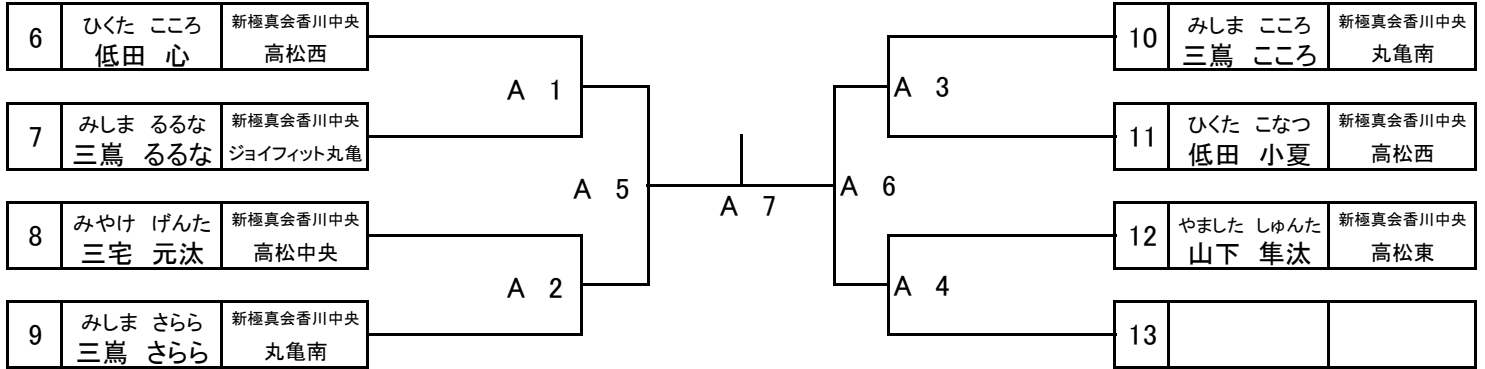 6
ひくた こころ
低田 心
新極真会香川中央
高松西
7
みしま るるな
三嶌 るるな
新極真会香川中央
ジョイフィット丸亀
8
みやけ げんた
三宅 元汰
新極真会香川中央
高松中央
9
みしま さらら
三嶌 さらら
新極真会香川中央
丸亀南
A 1
A 2
A 5
A 7
A 6
A 3
A 4
10
みしま こころ
三嶌 こころ
新極真会香川中央
丸亀南
11
ひくた こなつ
低田 小夏
新極真会香川中央
高松西
12
やました しゅんた
山下 隼汰
新極真会香川中央
高松東
13